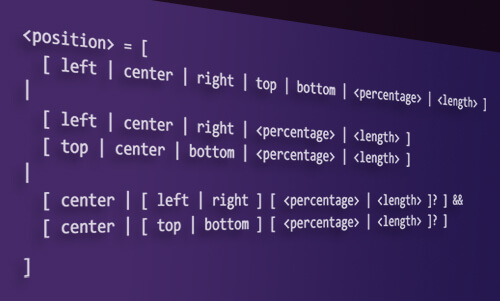 <position> = [
[ left | center | right | top | bottom | <percentage> | <length> ]
|
[ left | center | right | <percentage> | <length> ]
[ top | center | bottom | <percentage> | <length> ]
|
[ center | [ left | right ] [ <percentage> | <length> ]? ] &&
[ center | [ top | bottom ] [ <percentage> | <length> ]? ]
]